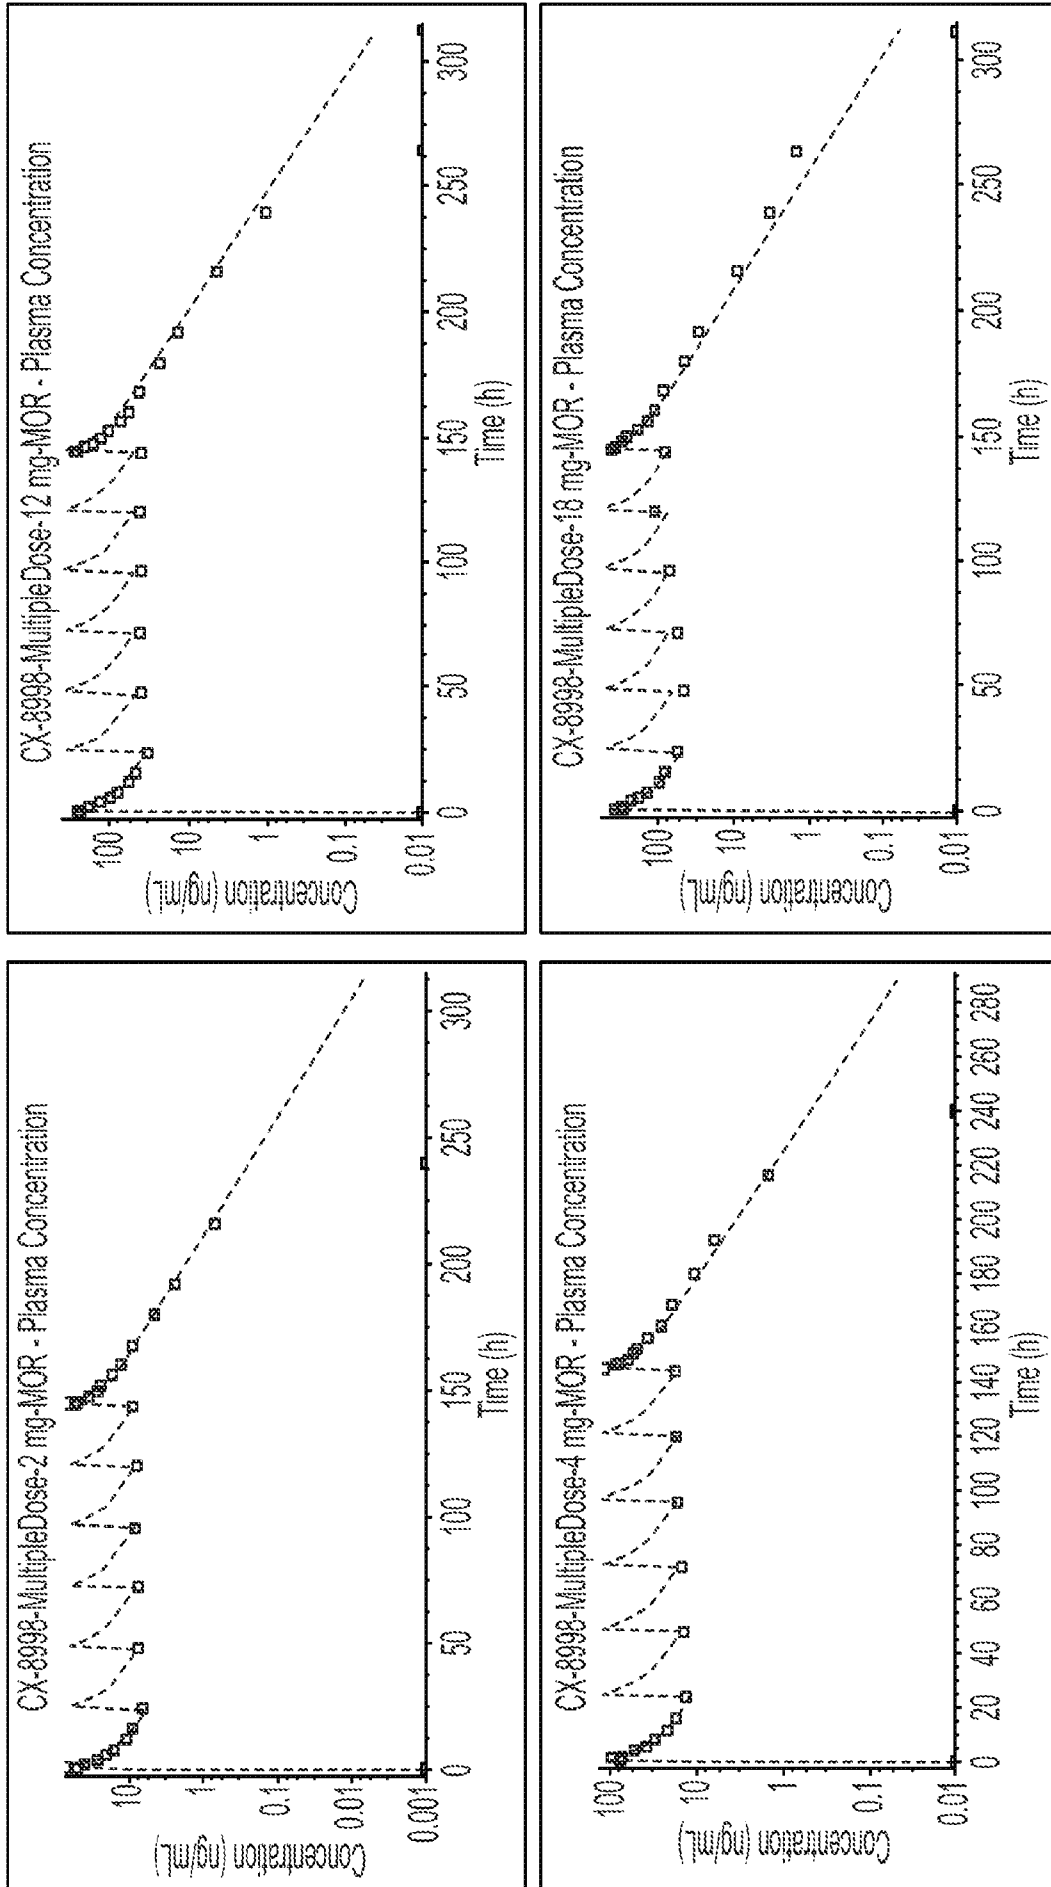 CX-8998-MultipleDose-2 mg-MOR - Plasma Concentration
Concentration (ng/mL)
10
1
0.1
0.01
0.001
0 50 100 150 200 250 300
Time (h)
CX-8998-MultipleDose-12 mg-MOR - Plasma Concentration
Concentration (ng/mL)
100
10
1
0.1
0.01
0 50 100 150 200 250 300
Time (h)
CX-8998-MultipleDose-4 mg-MOR - Plasma Concentration
Concentration (ng/mL)
100
10
1
0.1
0.01
0 20 40 60 80 100 120 140 160 180 200 220 240 260 280
Time (h)
CX-8998-MultipleDose-18 mg-MOR - Plasma Concentration
Concentration (ng/mL)
100
10
1
0.1
0.01
0 50 100 150 200 250 300
Time (h)